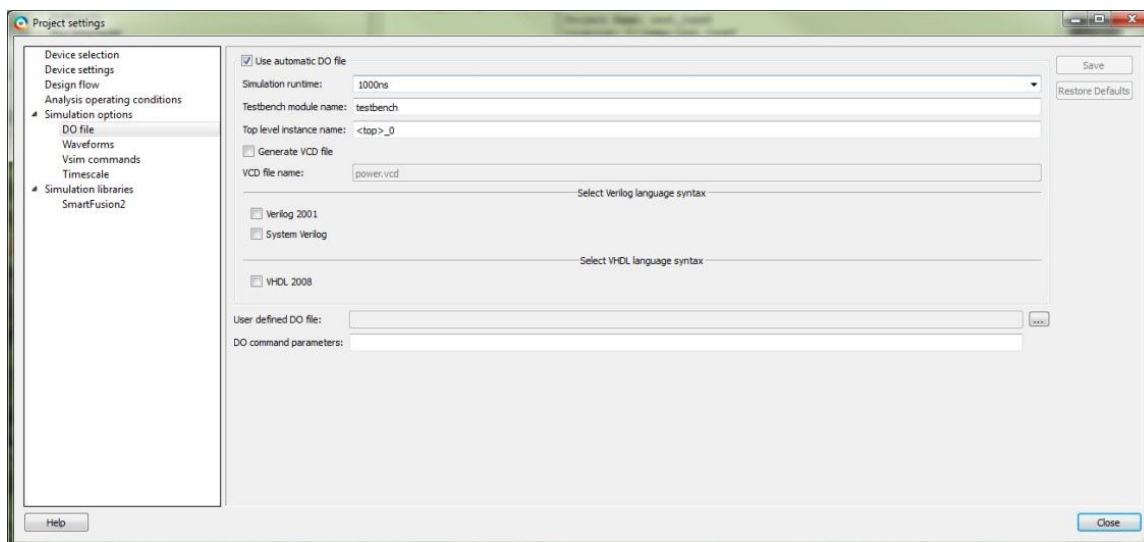 Project settings
Device selection
Device settings
Design flow
Analysis operating conditions
Simulation options
DO file
Waveforms
Vsim commands
Timescale
Simulation libraries
SmartFusion2
Use automatic DO file
Simulation runtime: 1000ns
Testbench module name: testbench
Top level instance name: <top>_0
Generate VCD file
VCD file name: power.vcd
Select Verilog language syntax
Verilog 2001
System Verilog
Select VHDL language syntax
VHDL 2008
User defined DO file: ...
DO command parameters:
Save
Restore Defaults
Help
Close